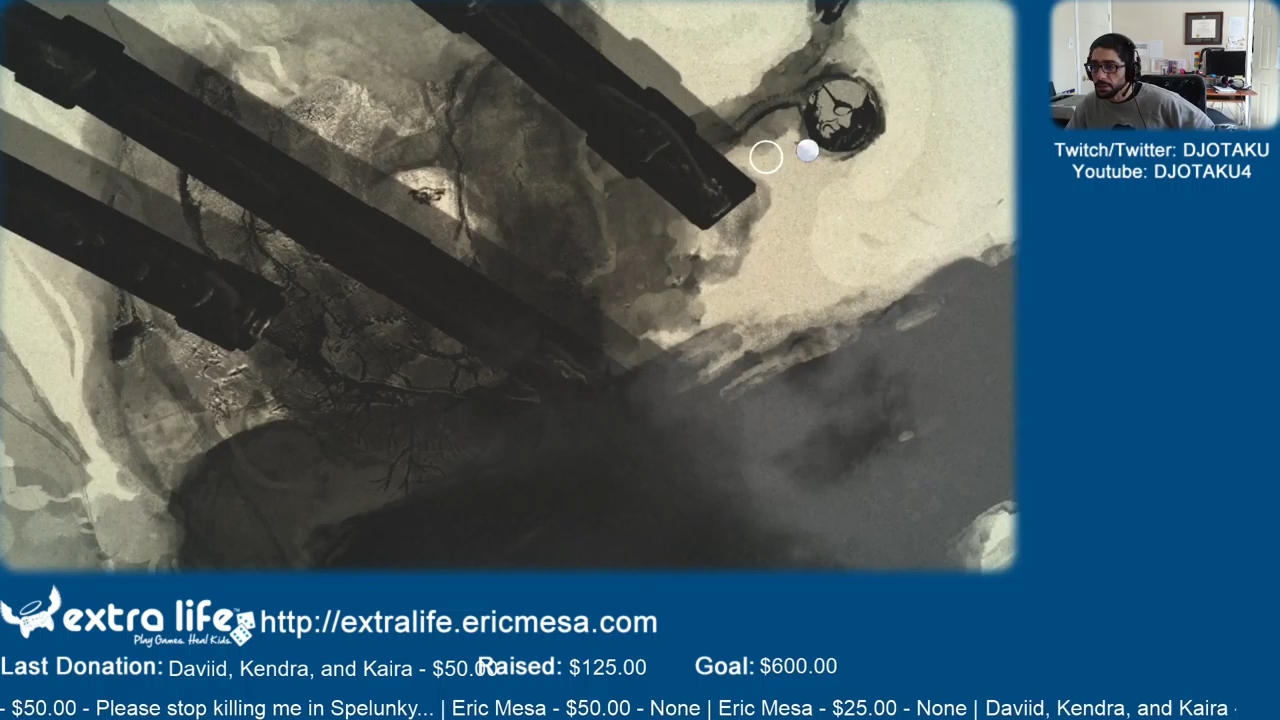 Twitch/Twitter: DJOTAKU
Youtube: DJOTAKU4
extra life™ http://extralife.ericmesa.com
Play Games. Heal Kids.
Last Donation: Daviid, Kendra, and Kaira - $50.00 Raised: $125.00 Goal: $600.00
- $50.00 - Please stop killing me in Spelunky... | Eric Mesa - $50.00 - None | Eric Mesa - $25.00 - None | Daviid, Kendra, and Kaira -